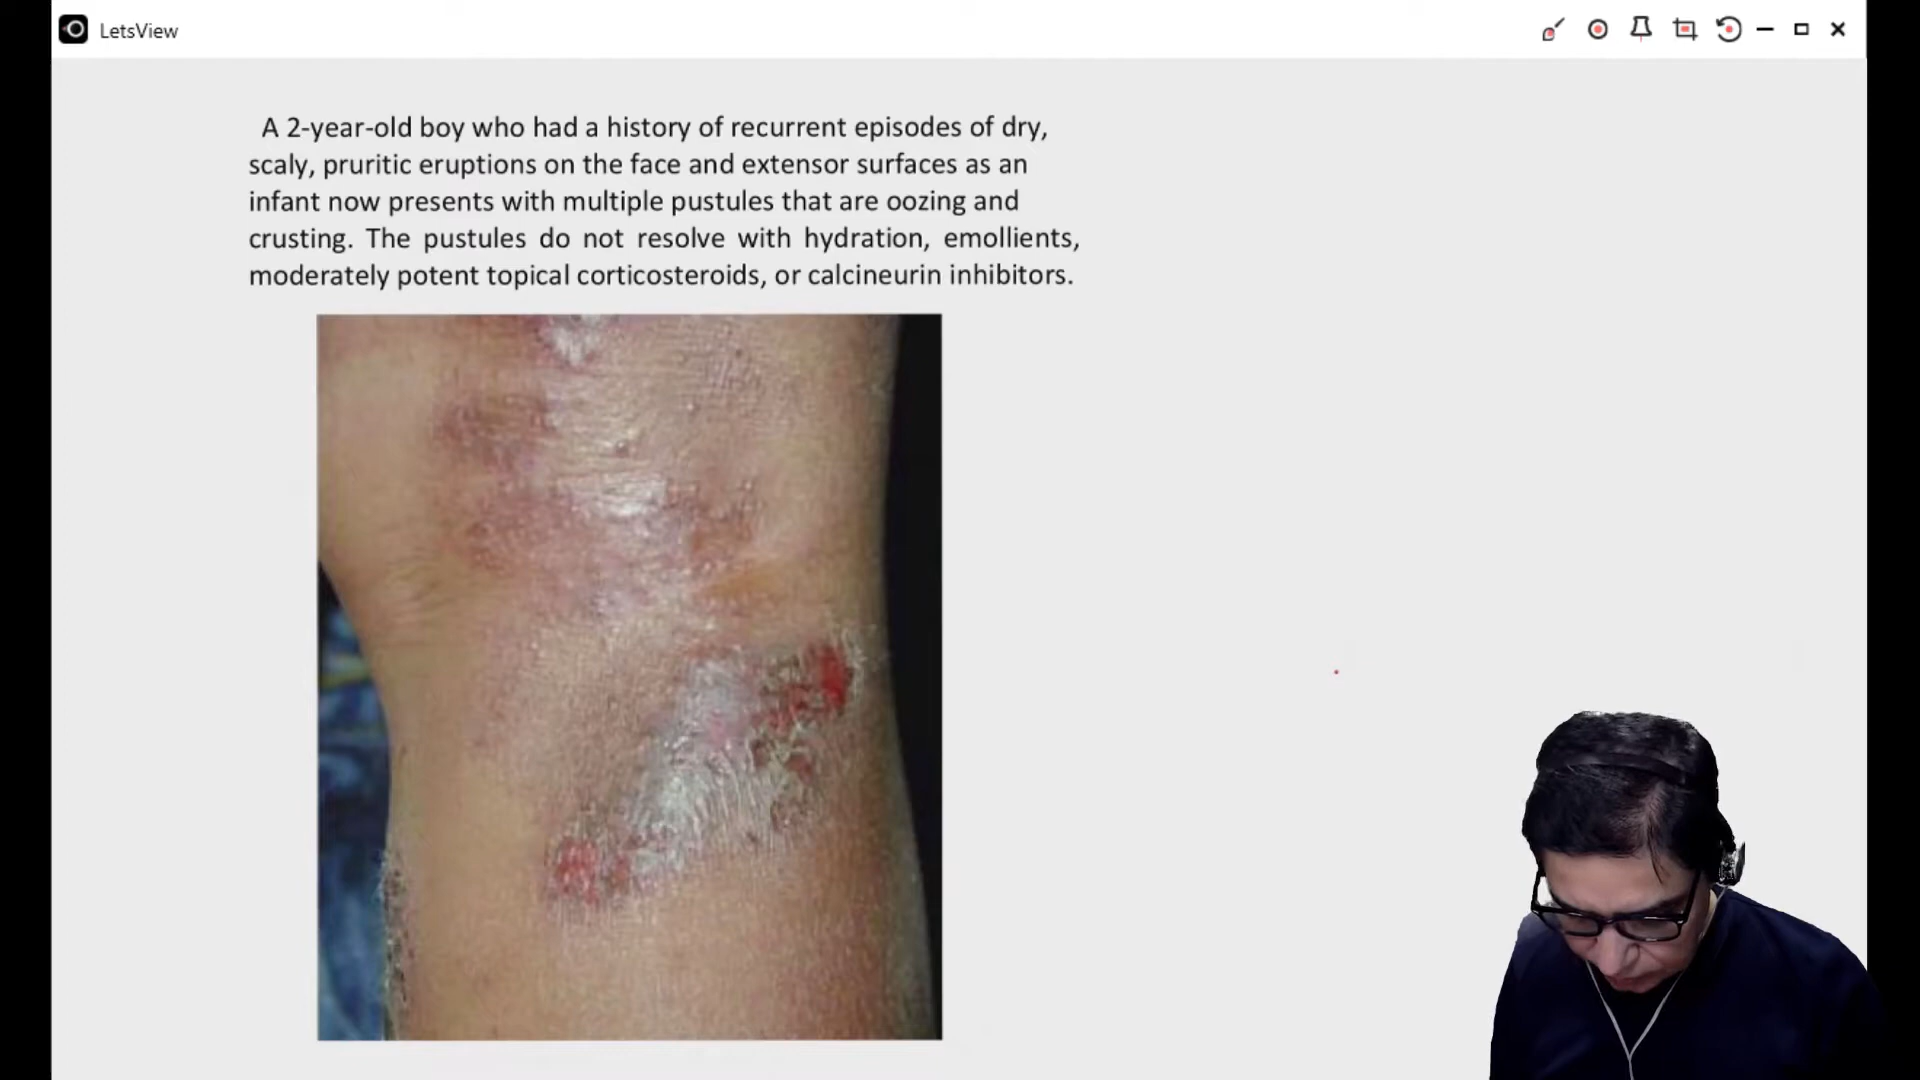 LetsView
A 2-year-old boy who had a history of recurrent episodes of dry,
scaly, pruritic eruptions on the face and extensor surfaces as an
infant now presents with multiple pustules that are oozing and
crusting. The pustules do not resolve with hydration, emollients,
moderately potent topical corticosteroids, or calcineurin inhibitors.